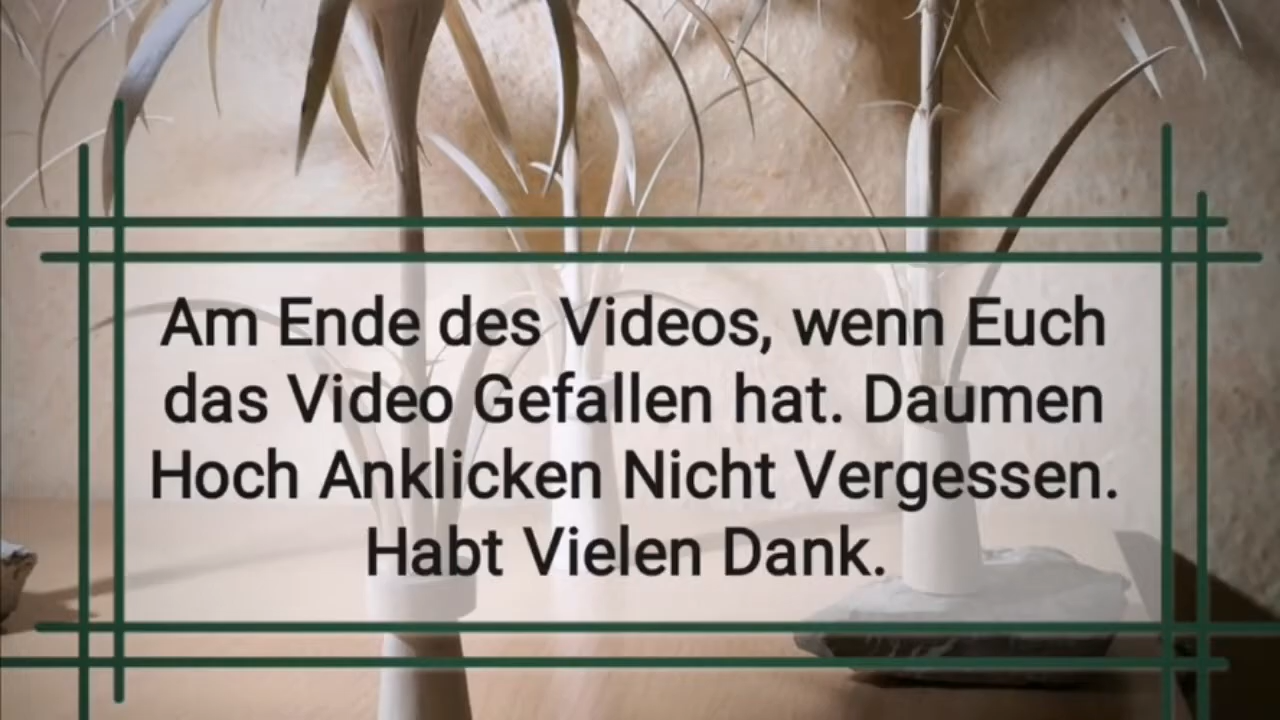 Am Ende des Videos, wenn Euch
das Video Gefallen hat. Daumen
Hoch Anklicken Nicht Vergessen.
Habt Vielen Dank.